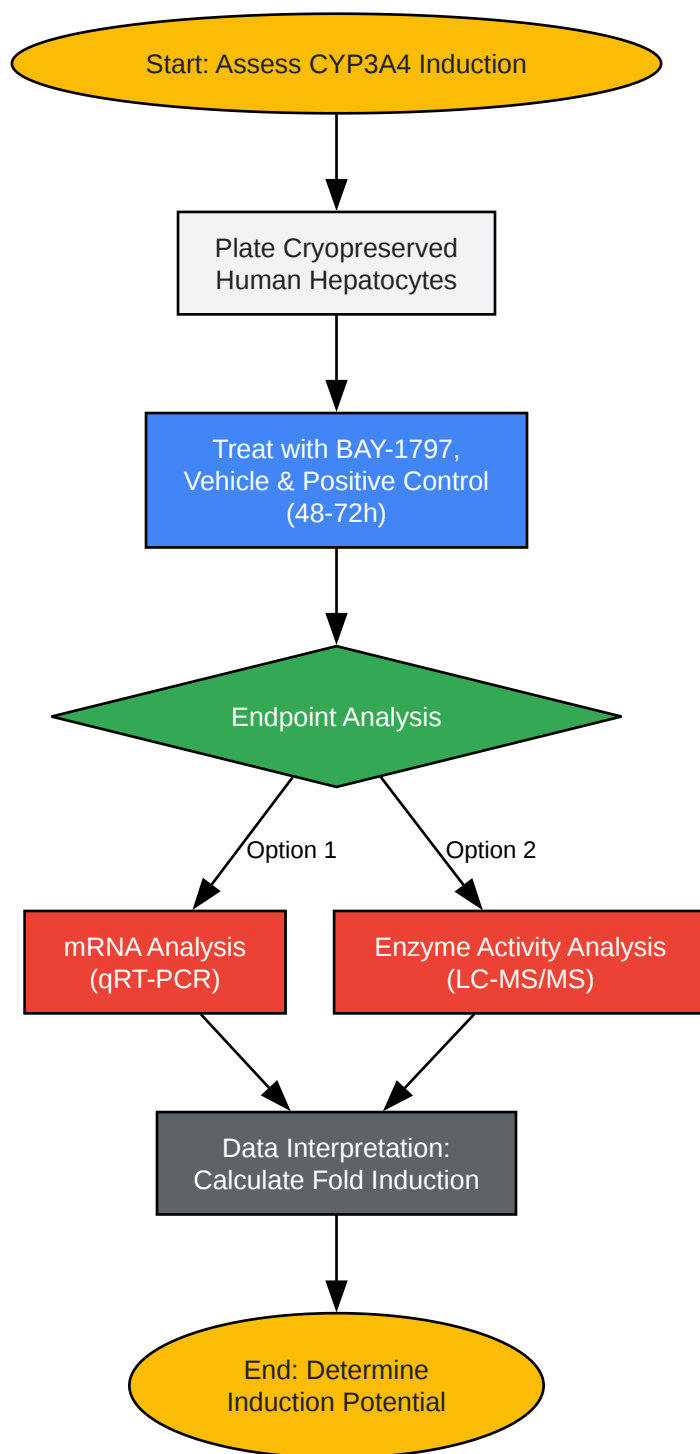 Start: Assess CYP3A4 Induction
Plate Cryopreserved
Human Hepatocytes
Treat with BAY-1797,
Vehicle & Positive Control
(48-72h)
Endpoint Analysis
Option 1
Option 2
mRNA Analysis
(qRT-PCR)
Enzyme Activity Analysis
(LC-MS/MS)
Data Interpretation:
Calculate Fold Induction
End: Determine
Induction Potential